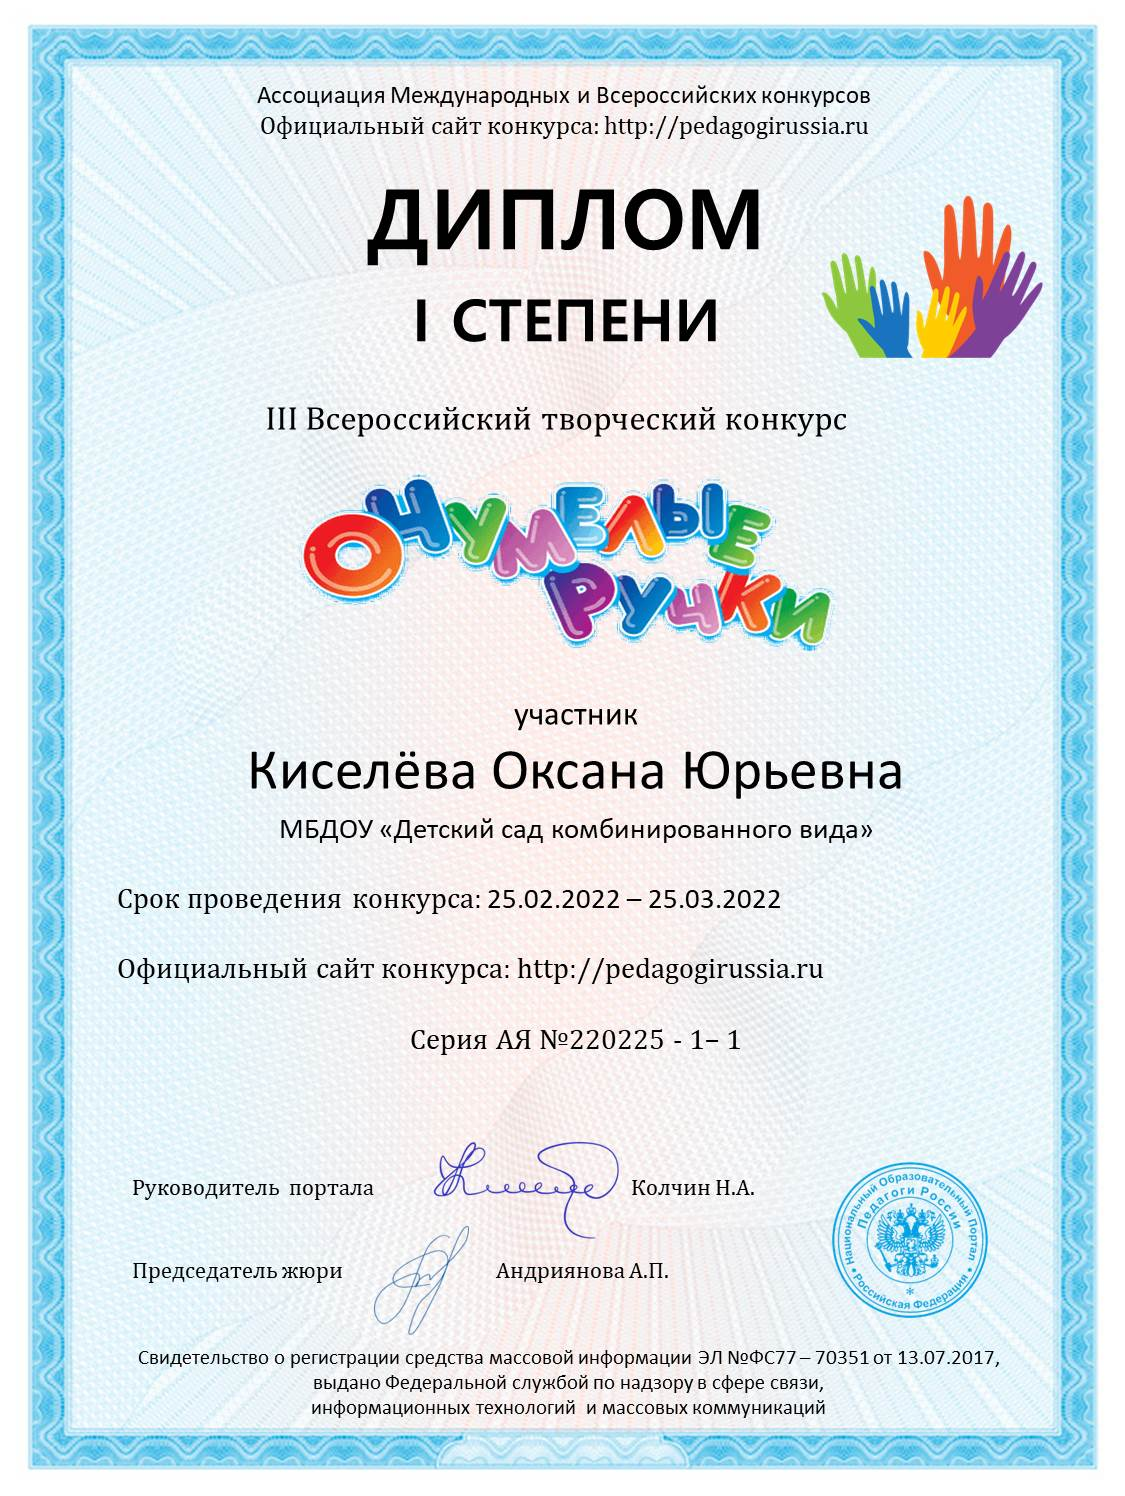 Ассоциация Международных и Всероссийских конкурсов
Официальный сайт конкурса: http://pedagogirussia.ru
ДИПЛОМ
I СТЕПЕНИ
III Всероссийский творческий конкурс
ОЧУМЕЛЫЕ
РУЧКИ
участник
Киселёва Оксана Юрьевна
МБДОУ «Детский сад комбинированного вида»
Срок проведения конкурса: 25.02.2022 – 25.03.2022
Официальный сайт конкурса: http://pedagogirussia.ru
Серия АЯ №220225 - 1– 1
Руководитель портала Колчин Н.А.
Председатель жюри Андриянова А.П.
Национальный Образовательный Портал
Педагоги России
Российская Федерация
Свидетельство о регистрации средства массовой информации ЭЛ №ФС77 – 70351 от 13.07.2017,
выдано Федеральной службой по надзору в сфере связи,
информационных технологий и массовых коммуникаций